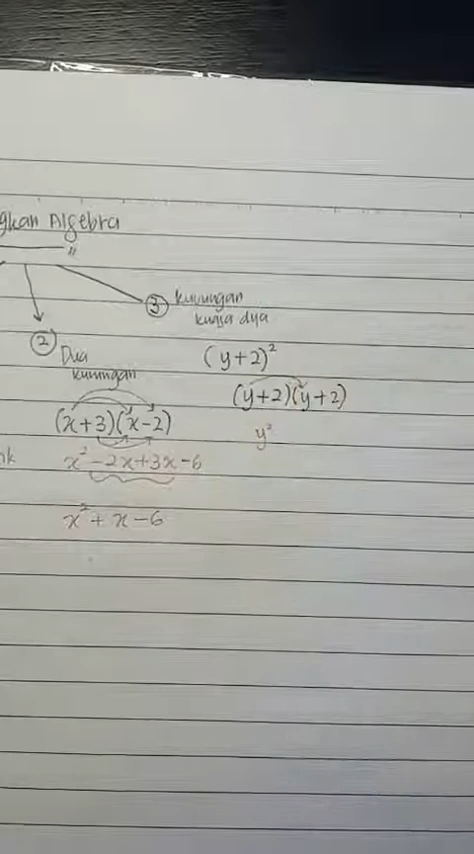 gkan Algebra
② Dua
kurungan
(x+3)(x-2)
x² -2x+3x-6
x² + x - 6
③ kurungan
kuasa dua
(y+2)²
(y+2)(y+2)
y²